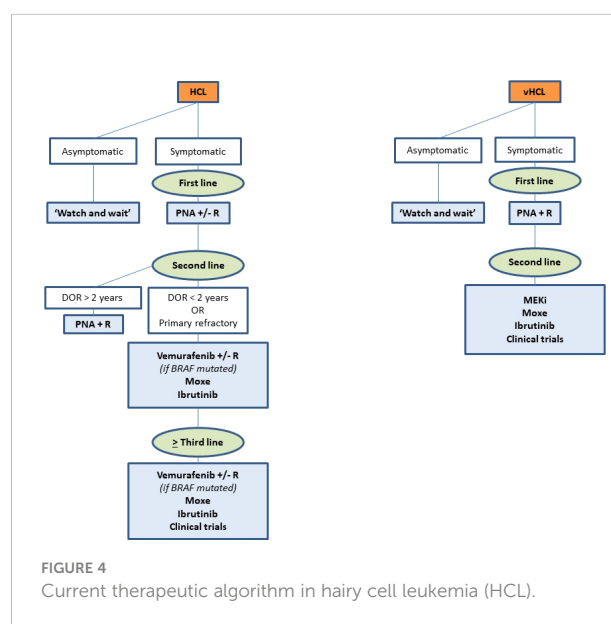 HCL
Asymptomatic
Symptomatic
First line
'Watch and wait'
PNA +/- R
Second line
DOR > 2 years
PNA + R
DOR < 2 years
OR
Primary refractory
Vemurafenib +/- R
(if BRAF mutated)
Moxe
Ibrutinib
≥ Third line
Vemurafenib +/- R
(if BRAF mutated)
Moxe
Ibrutinib
Clinical trials
vHCL
Asymptomatic
Symptomatic
First line
'Watch and wait'
PNA + R
Second line
MEKi
Moxe
Ibrutinib
Clinical trials
FIGURE 4
Current therapeutic algorithm in hairy cell leukemia (HCL).